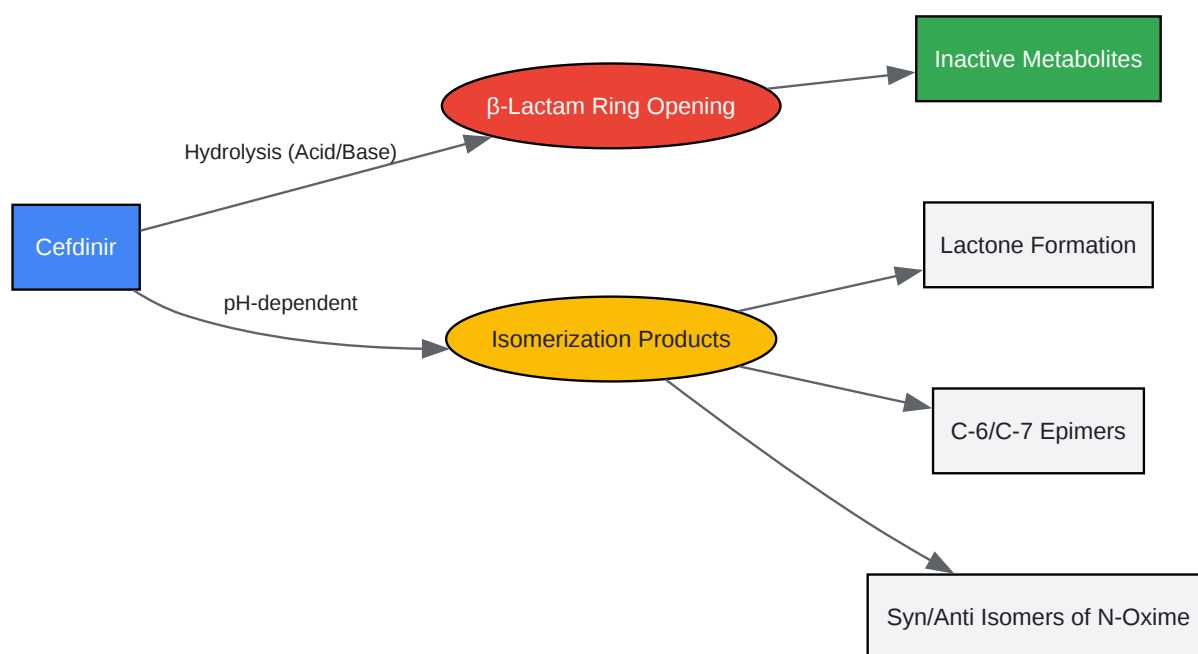 Inactive Metabolites
β-Lactam Ring Opening
Hydrolysis (Acid/Base)
Lactone Formation
Cefdinir
pH-dependent
Isomerization Products
C-6/C-7 Epimers
Syn/Anti Isomers of N-Oxime